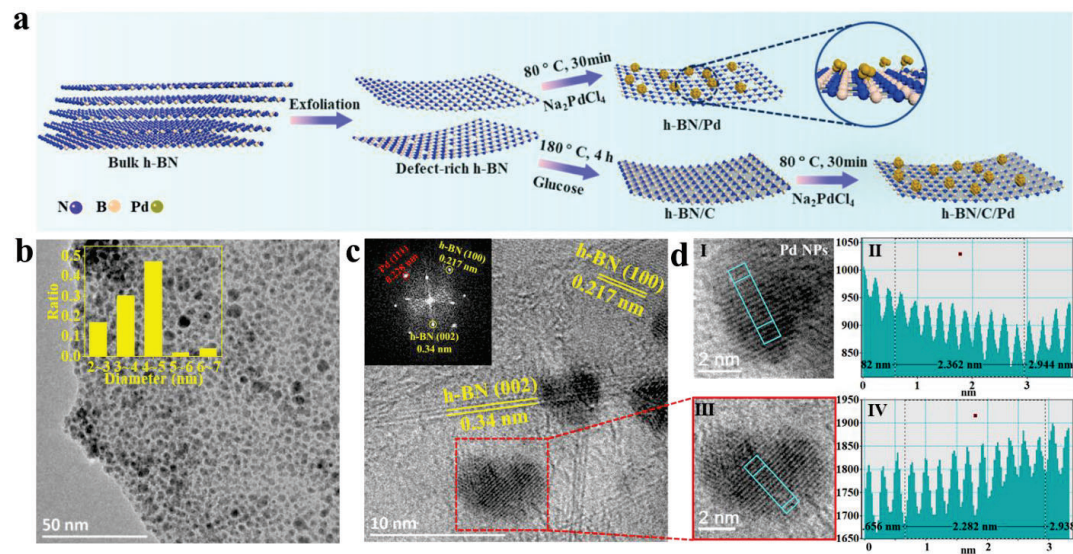 a
80 ° C, 30min
Na₂PdCl₄
Exfoliation
h-BN/Pd
Bulk h-BN
Defect-rich h-BN
180 ° C, 4 h
Glucose
80 ° C, 30min
Na₂PdCl₄
h-BN/C
h-BN/C/Pd
N B Pd
b
0.5
0.4
0.3
0.2
0.1
0.0
Ratio
2~3 3~4 4~5 5~6 6~7
Diameter (nm)
50 nm
c
Pd (111)
h-BN (100)
0.217 nm
h-BN (002)
0.34 nm
h-BN (100)
0.217 nm
h-BN (002)
0.34 nm
10 nm
d
I
Pd NPs
2 nm
II
1050
1000
950
900
850
82 nm 2.362 nm 2.944 nm
0 1 2 3
nm
III
2 nm
IV
1950
1900
1850
1800
1750
1700
1650
.656 nm 2.282 nm 2.938
0 1 2 3
nm